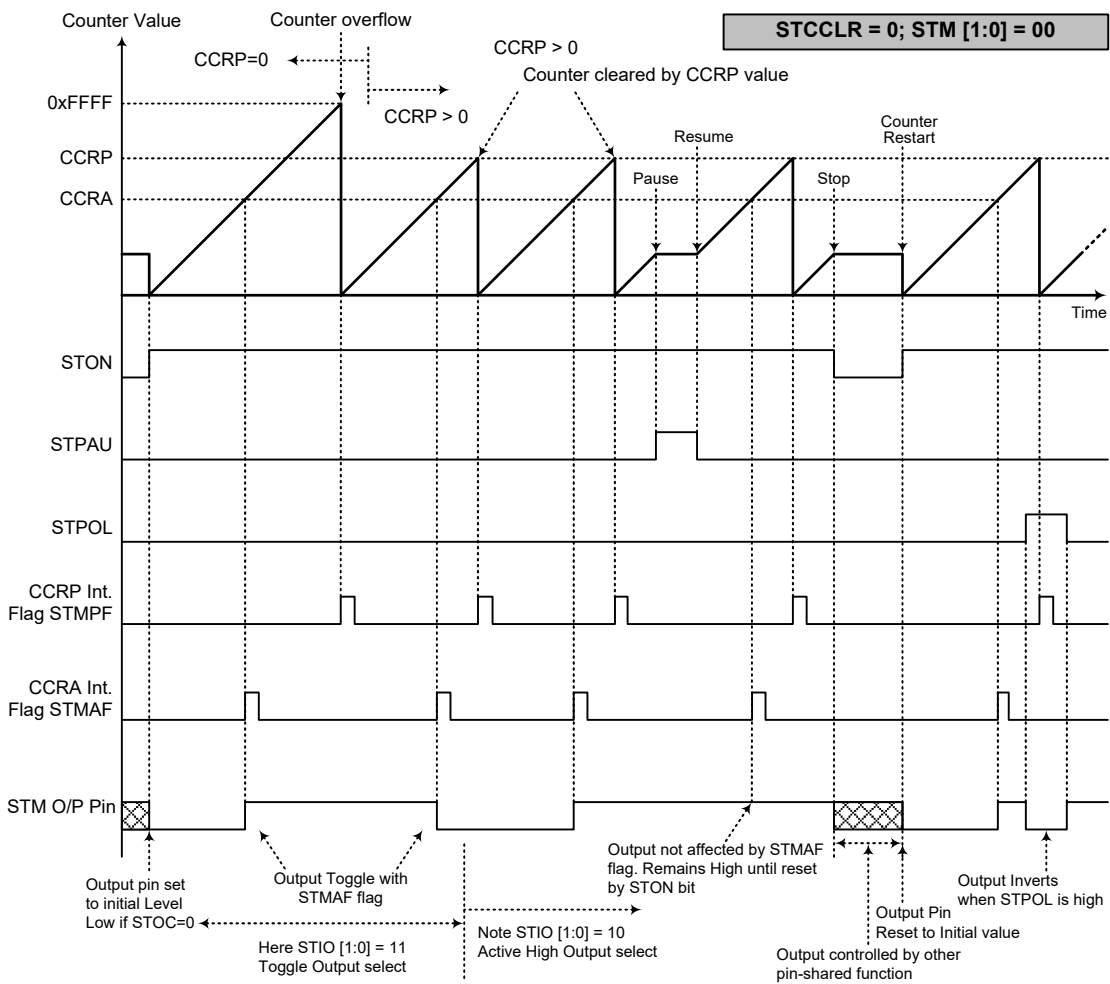 Counter Value
Counter overflow
STCCLR = 0; STM [1:0] = 00
CCRP=0
CCRP > 0
CCRP > 0
Counter cleared by CCRP value
0xFFFF
CCRP
CCRA
Pause
Resume
Stop
Counter
Restart
Time
STON
STPAU
STPOL
CCRP Int.
Flag STMPF
CCRA Int.
Flag STMAF
STM O/P Pin
Output pin set
to initial Level
Low if STOC=0
Output Toggle with
STMAF flag
Here STIO [1:0] = 11
Toggle Output select
Note STIO [1:0] = 10
Active High Output select
Output not affected by STMAF
flag. Remains High until reset
by STON bit
Output controlled by other
pin-shared function
Output Pin
Reset to Initial value
Output Inverts
when STPOL is high